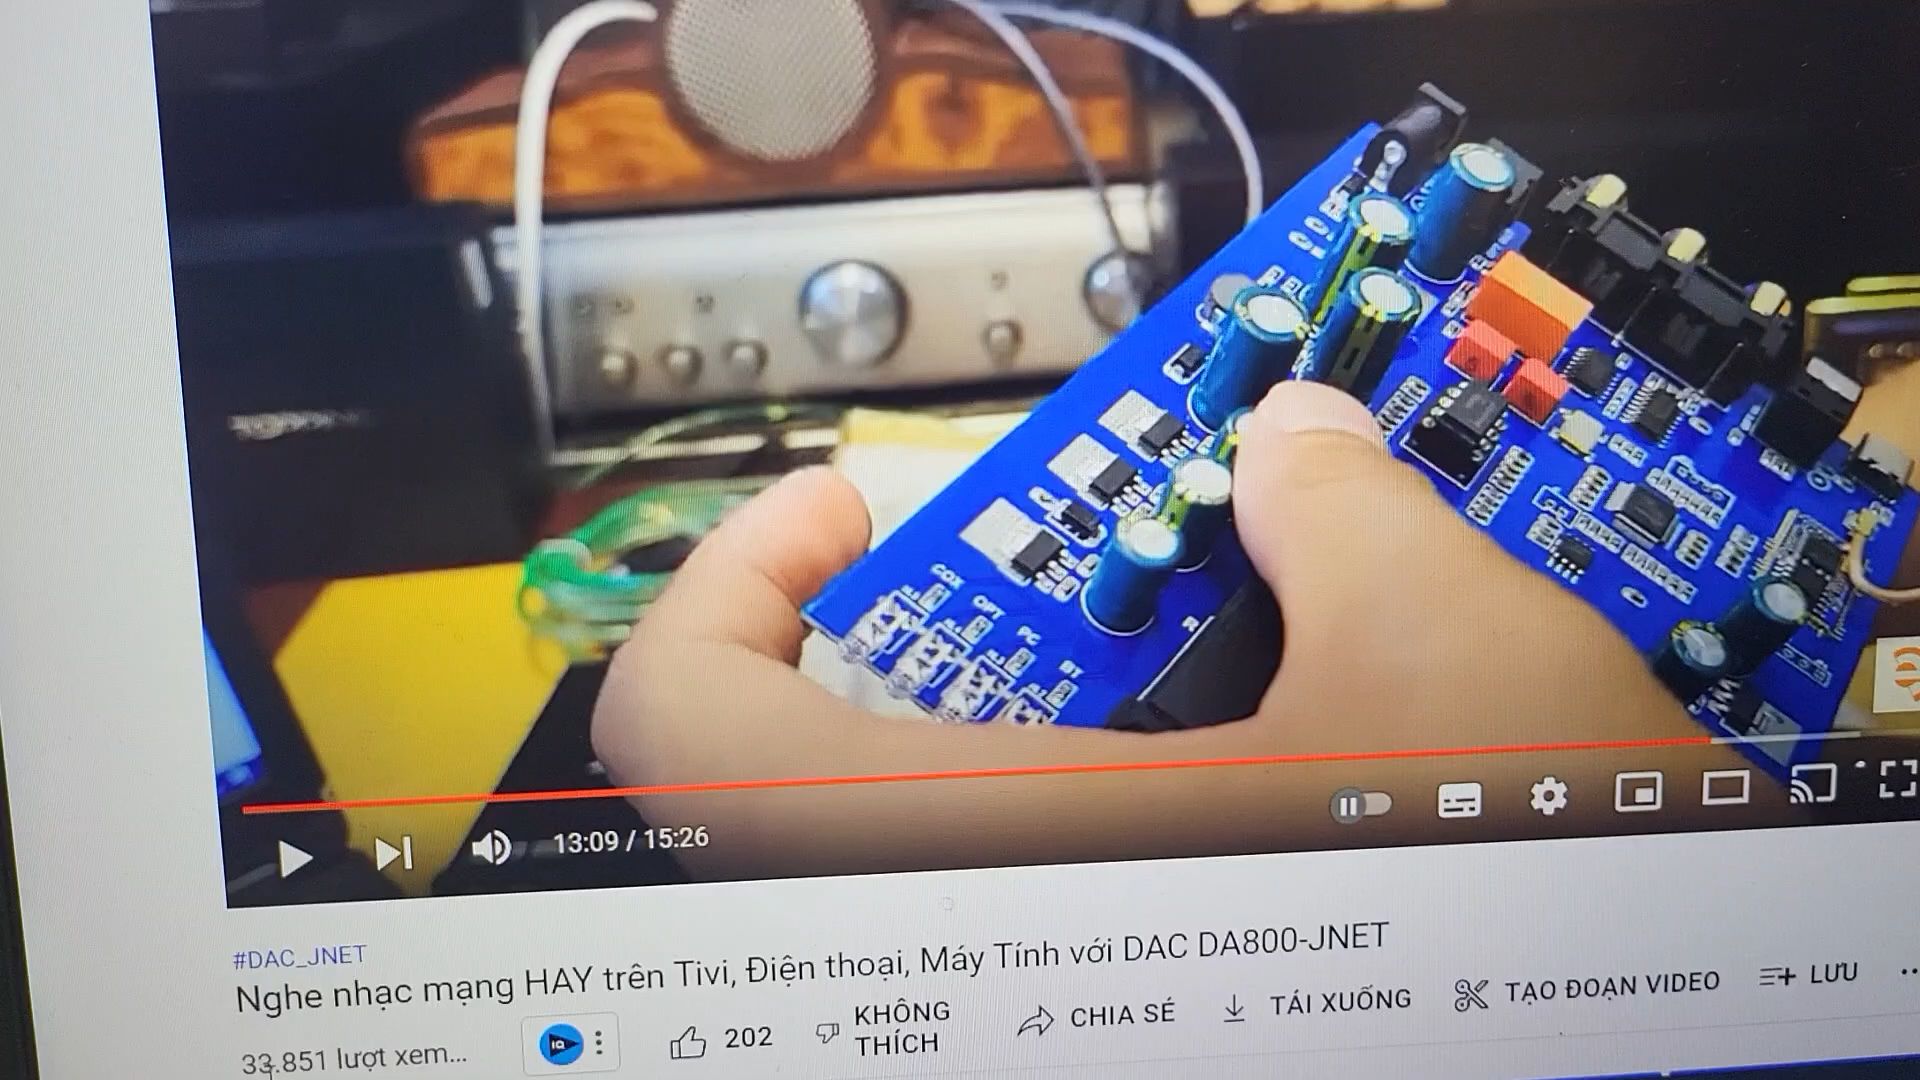 COX
OPT
PC
BT
R
13:09 / 15:26
#DAC_JNET
Nghe nhạc mạng HAY trên Tivi, Điện thoại, Máy Tính với DAC DA800-JNET
33.851 lượt xem...
IQ
202
KHÔNG THÍCH
CHIA SẺ
TẢI XUỐNG
TẠO ĐOẠN VIDEO
LƯU